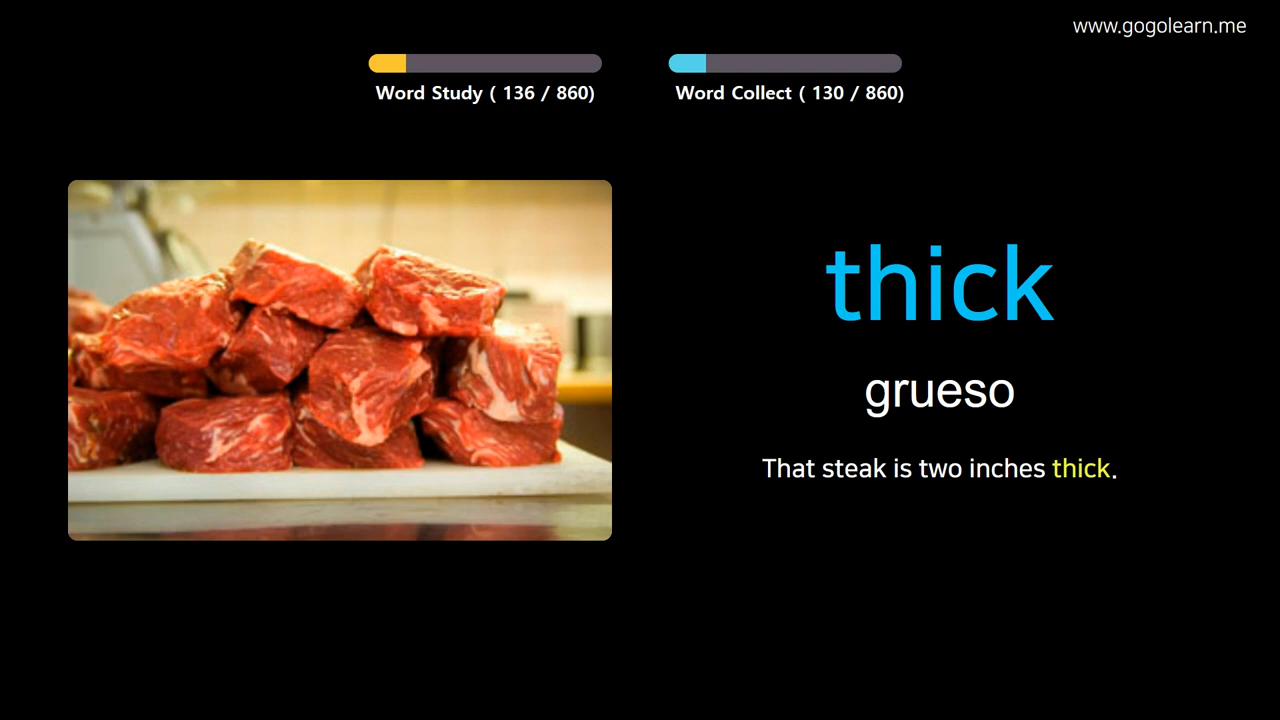 www.gogolearn.me
Word Study ( 136 / 860)
Word Collect ( 130 / 860)
thick
grueso
That steak is two inches thick.